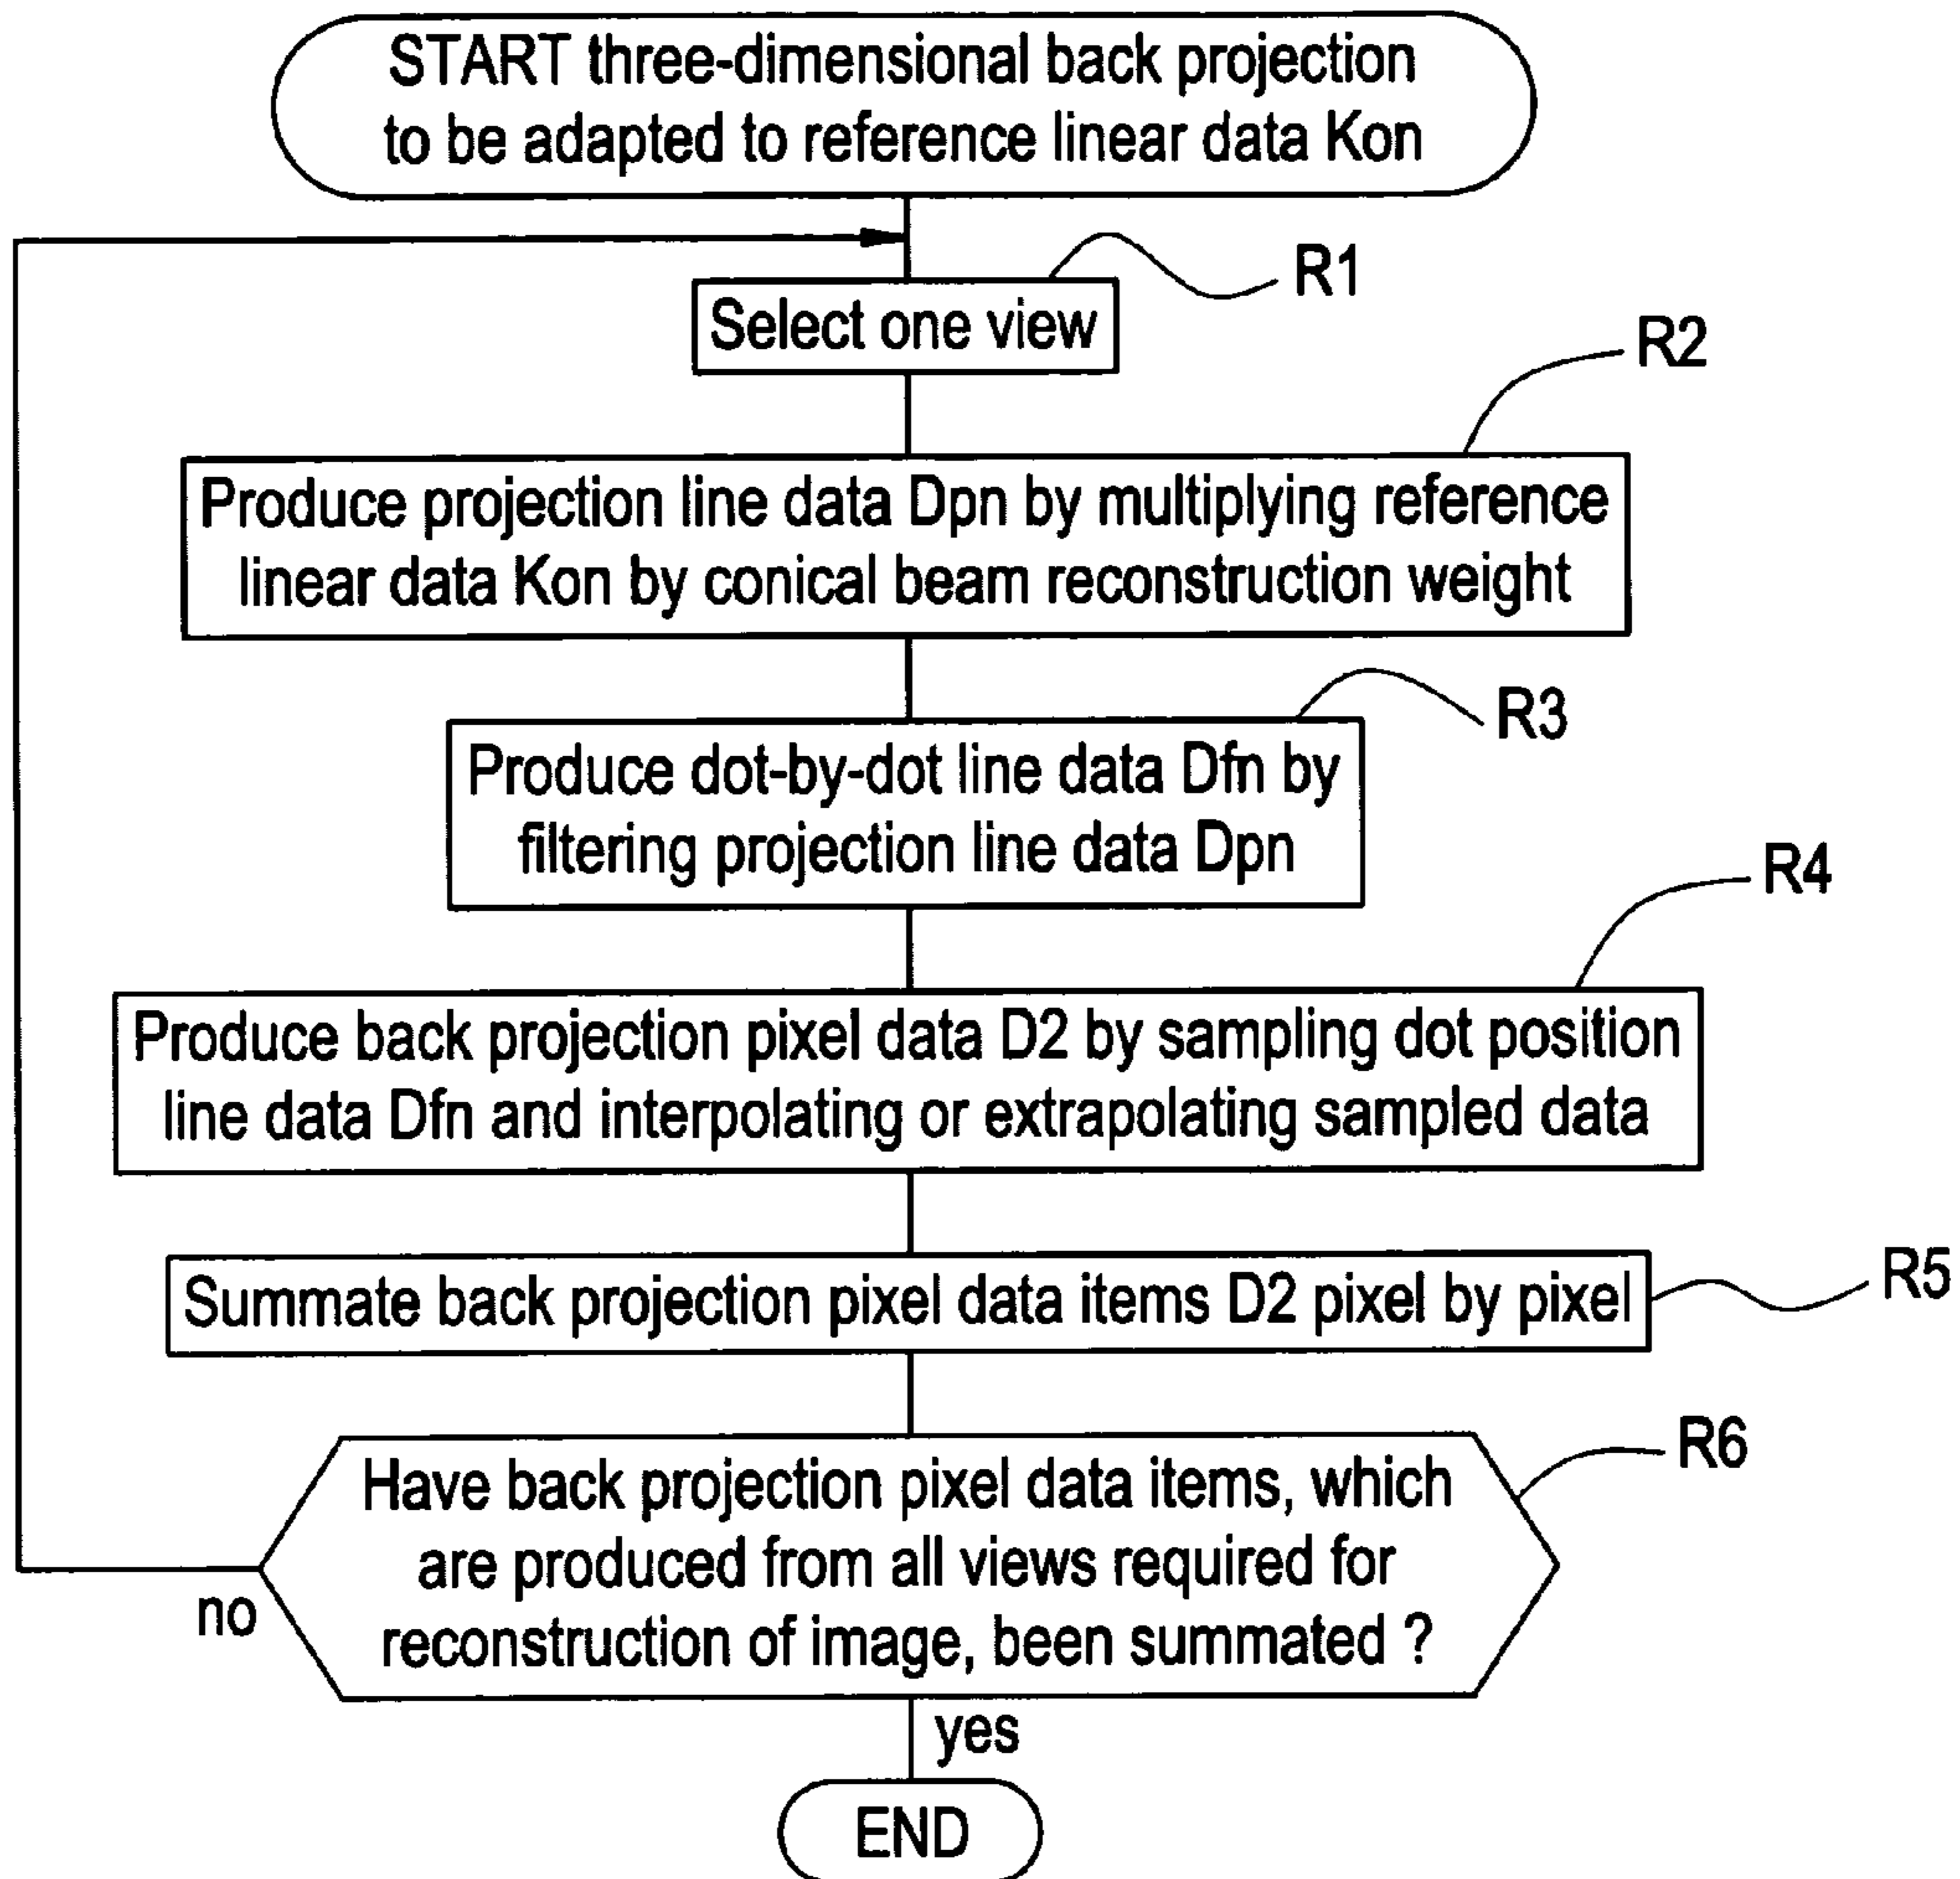 START three-dimensional back projection
to be adapted to reference linear data Kon
R1
Select one view
R2
Produce projection line data Dpn by multiplying reference
linear data Kon by conical beam reconstruction weight
R3
Produce dot-by-dot line data Dfn by
filtering projection line data Dpn
R4
Produce back projection pixel data D2 by sampling dot position
line data Dfn and interpolating or extrapolating sampled data
R5
Summate back projection pixel data items D2 pixel by pixel
R6
Have back projection pixel data items, which
are produced from all views required for
reconstruction of image, been summated ?
no
yes
END